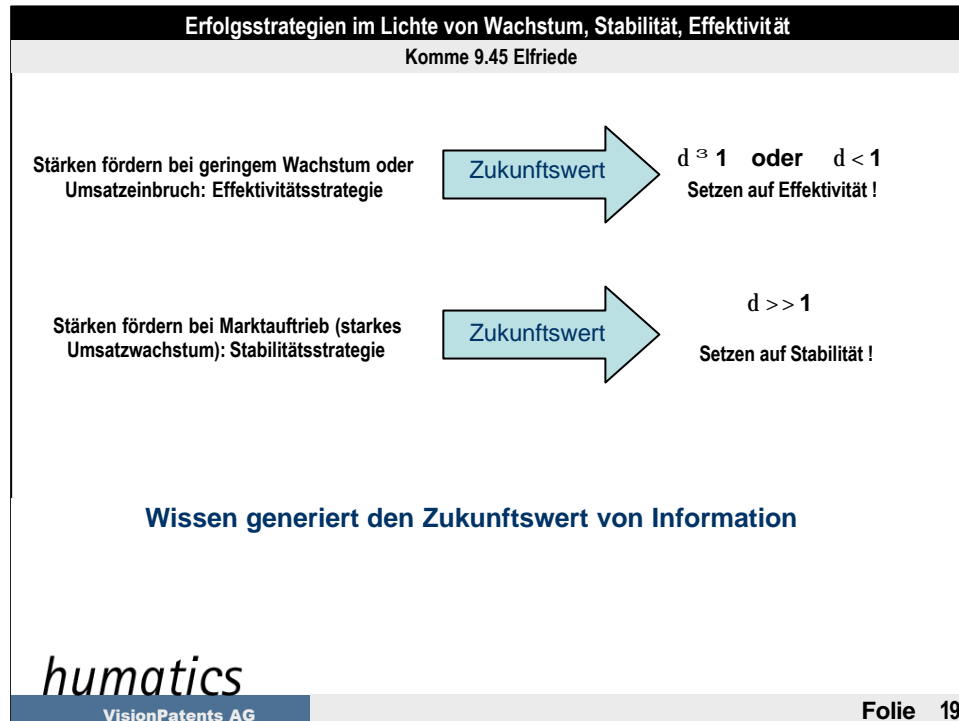 Erfolgsstrategien im Lichte von Wachstum, Stabilität, Effektivität
Komme 9.45 Elfriede
Stärken fördern bei geringem Wachstum oder
Umsatzeinbruch: Effektivitätsstrategie
Zukunftswert
d ³ 1 oder d < 1
Setzen auf Effektivität !
Stärken fördern bei Marktauftrieb (starkes
Umsatzwachstum): Stabilitätsstrategie
Zukunftswert
d >> 1
Setzen auf Stabilität !
Wissen generiert den Zukunftswert von Information
humatics
VisionPatents AG
Folie 19